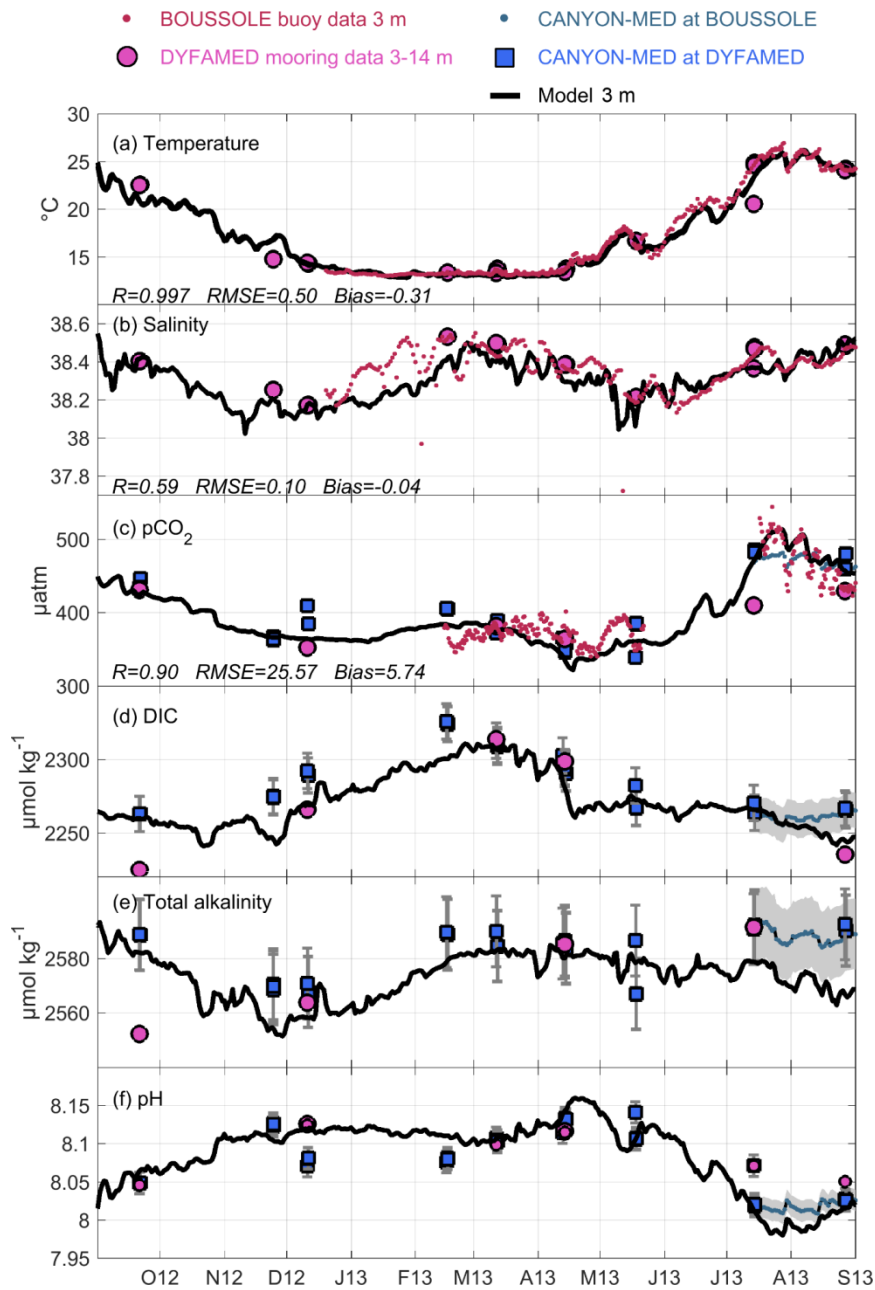 BOUSSOLE buoy data 3 m
CANYON-MED at BOUSSOLE
DYFAMED mooring data 3-14 m
CANYON-MED at DYFAMED
Model 3 m
30
25
20
15
°C
(a) Temperature
R=0.997 RMSE=0.50 Bias=-0.31
38.6
38.4
38.2
38
37.8
(b) Salinity
R=0.59 RMSE=0.10 Bias=-0.04
500
400
300
µatm
(c) pCO₂
R=0.90 RMSE=25.57 Bias=5.74
2300
2250
µmol kg⁻¹
(d) DIC
2580
2560
µmol kg⁻¹
(e) Total alkalinity
8.15
8.1
8.05
8
7.95
(f) pH
O12 N12 D12 J13 F13 M13 A13 M13 J13 J13 A13 S13